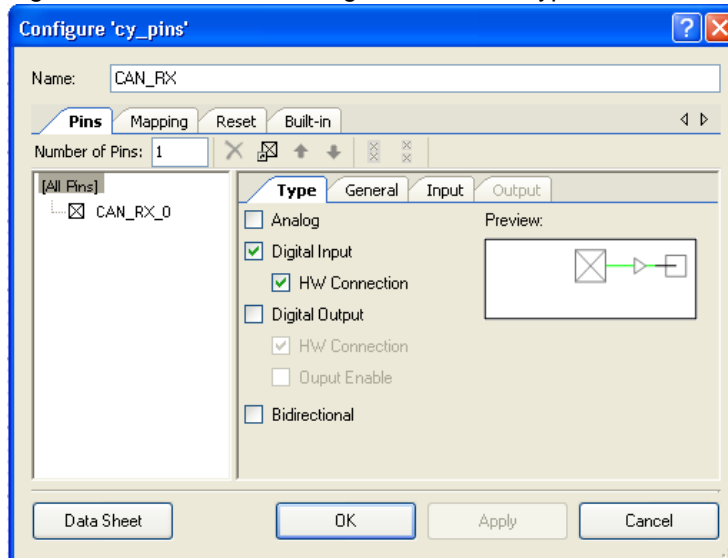 Configure 'cy_pins'
Name: CAN_RX
Pins Mapping Reset Built-in
Number of Pins: 1
[All Pins]
CAN_RX_0
Type General Input Output
Analog
Preview:
Digital Input
HW Connection
Digital Output
HW Connection
Ouput Enable
Bidirectional
Data Sheet OK Apply Cancel